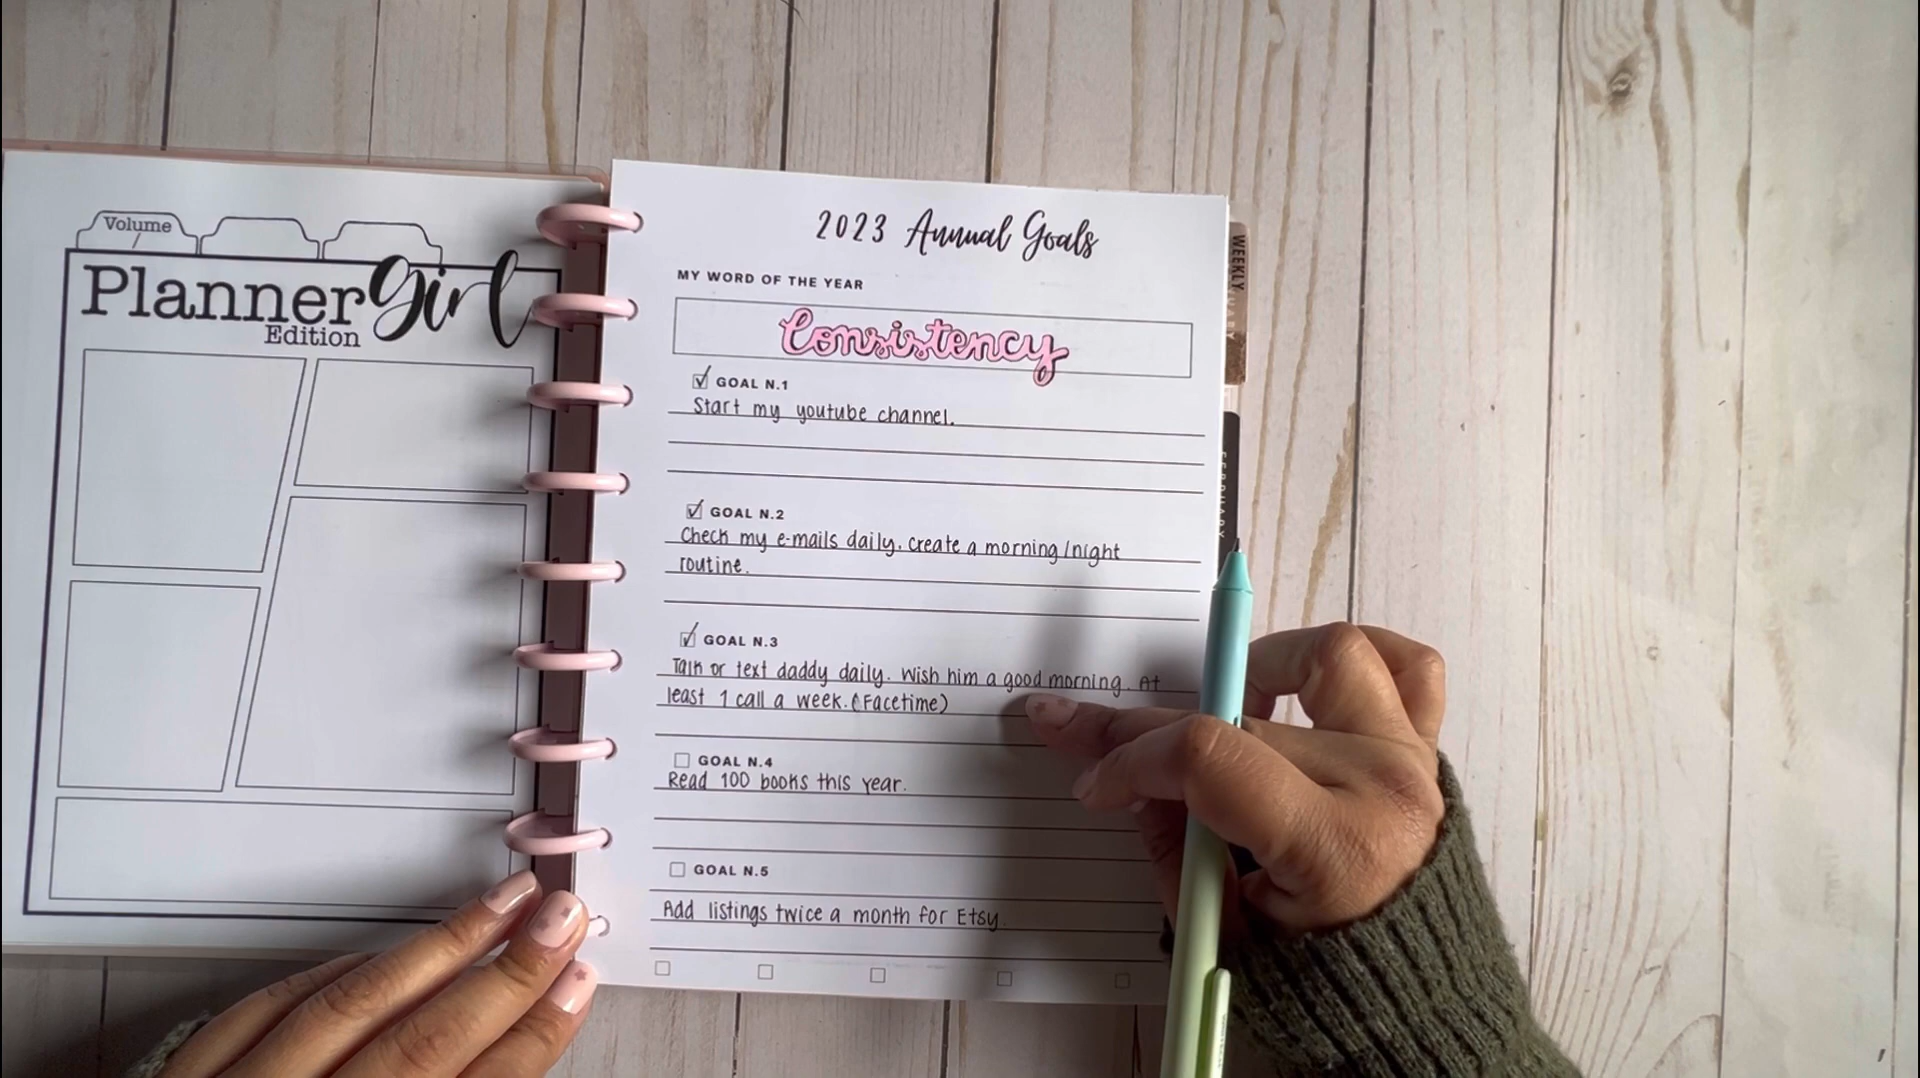 Volume
Planner girl
Edition
2023 Annual Goals
MY WORD OF THE YEAR
Consistency
GOAL N.1
Start my youtube channel.
GOAL N.2
Check my e-mails daily. create a morning/night
routine.
GOAL N.3
Talk or text daddy daily. Wish him a good morning. At
least 1 call a week. (Facetime)
GOAL N.4
Read 100 books this year.
GOAL N.5
Add listings twice a month for Etsy.
WEEKLY
FEBRUARY